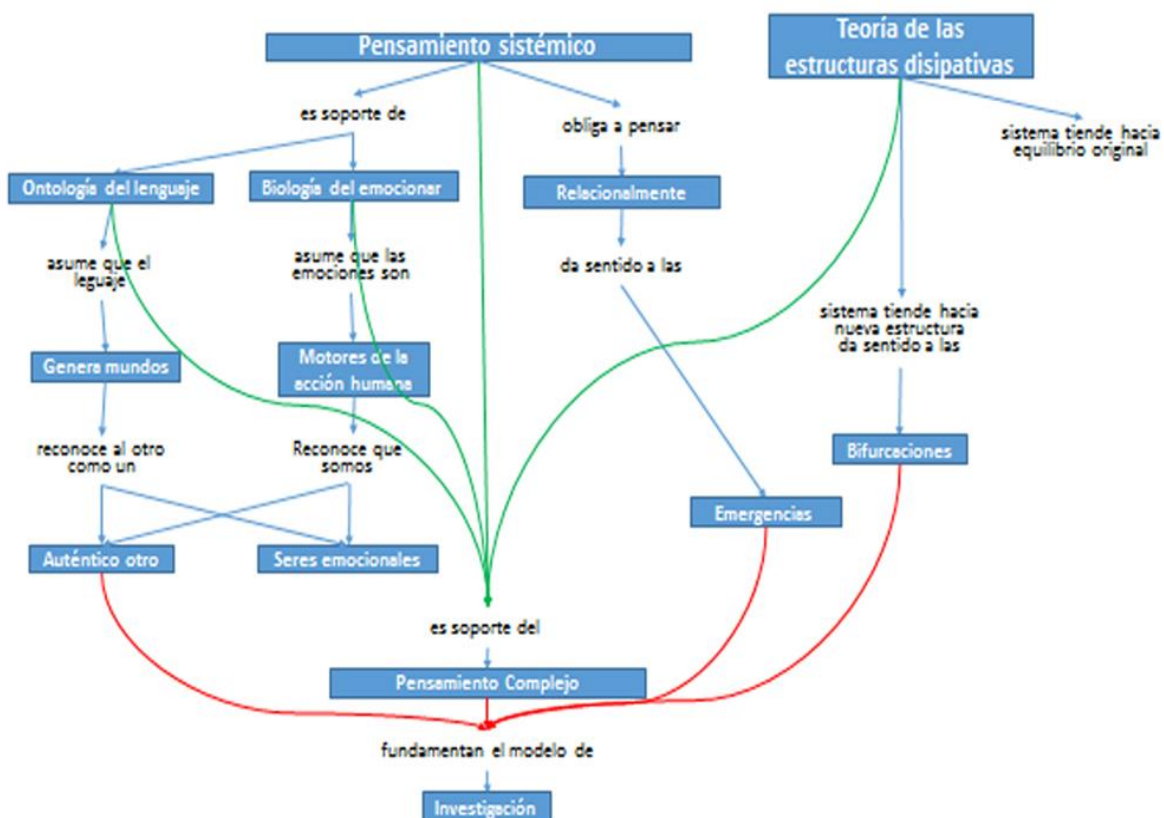 Pensamiento sistémico
Teoría de las
estructuras disipativas
es soporte de
obliga a pensar
sistema tiende hacia
equilibrio original
Ontología del lenguaje
Biología del emocionar
Relacionalmente
asume que el
leguaje
asume que las
emociones son
da sentido a las
sistema tiende hacia
nueva estructura
da sentido a las
Genera mundos
Motores de la
acción humana
reconoce al otro
como un
Reconoce que
somos
Bifurcaciones
Emergencias
Auténtico otro
Seres emocionales
es soporte del
Pensamiento Complejo
fundamentan el modelo de
Investigación